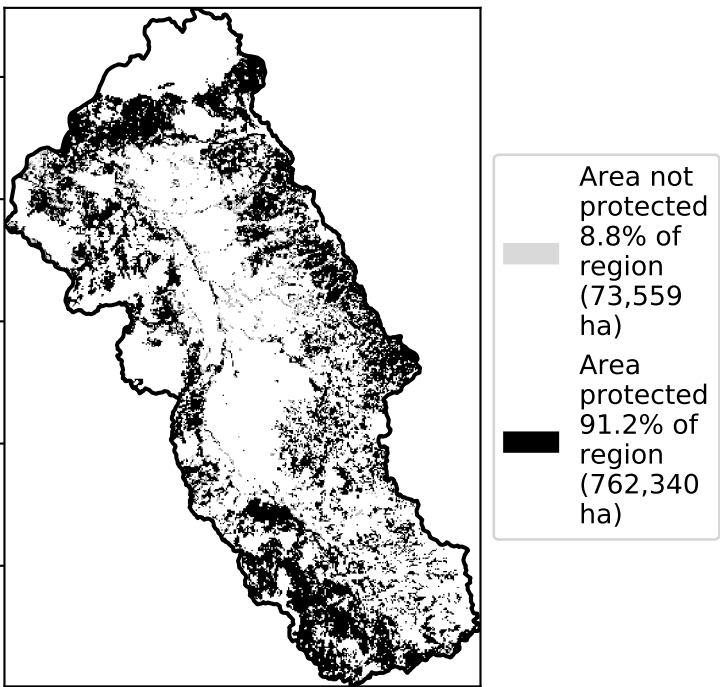 Area not
protected
8.8% of
region
(73,559
ha)
Area
protected
91.2% of
region
(762,340
ha)